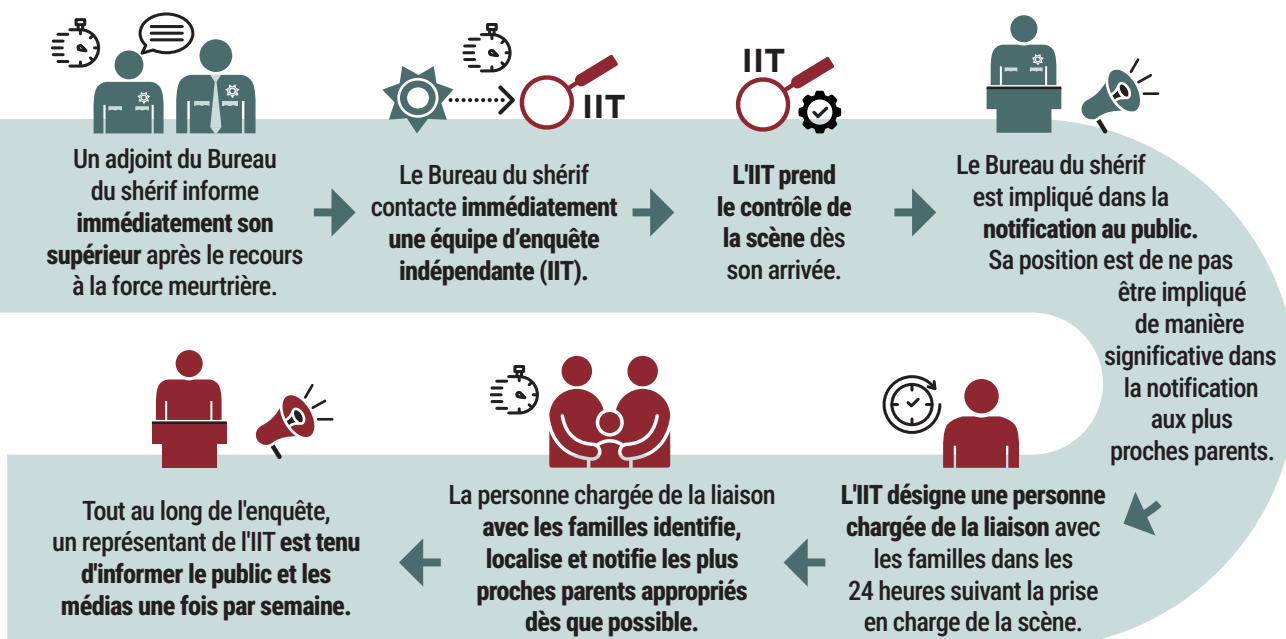 Un adjoint du Bureau
du shérif informe
immédiatement son
supérieur après le recours
à la force meurtrière.
IIT
Le Bureau du shérif
contacte immédiatement
une équipe d'enquête
indépendante (IIT).
IIT
L'IIT prend
le contrôle de
la scène dès
son arrivée.
Le Bureau du shérif
est impliqué dans la
notification au public.
Sa position est de ne pas
être impliqué
de manière
significative dans
la notification
aux plus
proches parents.
L'IIT désigne une personne
chargée de la liaison avec
les familles dans les
24 heures suivant la prise
en charge de la scène.
La personne chargée de la liaison
avec les familles identifie,
localise et notifie les plus
proches parents appropriés
dès que possible.
Tout au long de l'enquête,
un représentant de l'IIT est tenu
d'informer le public et les
médias une fois par semaine.